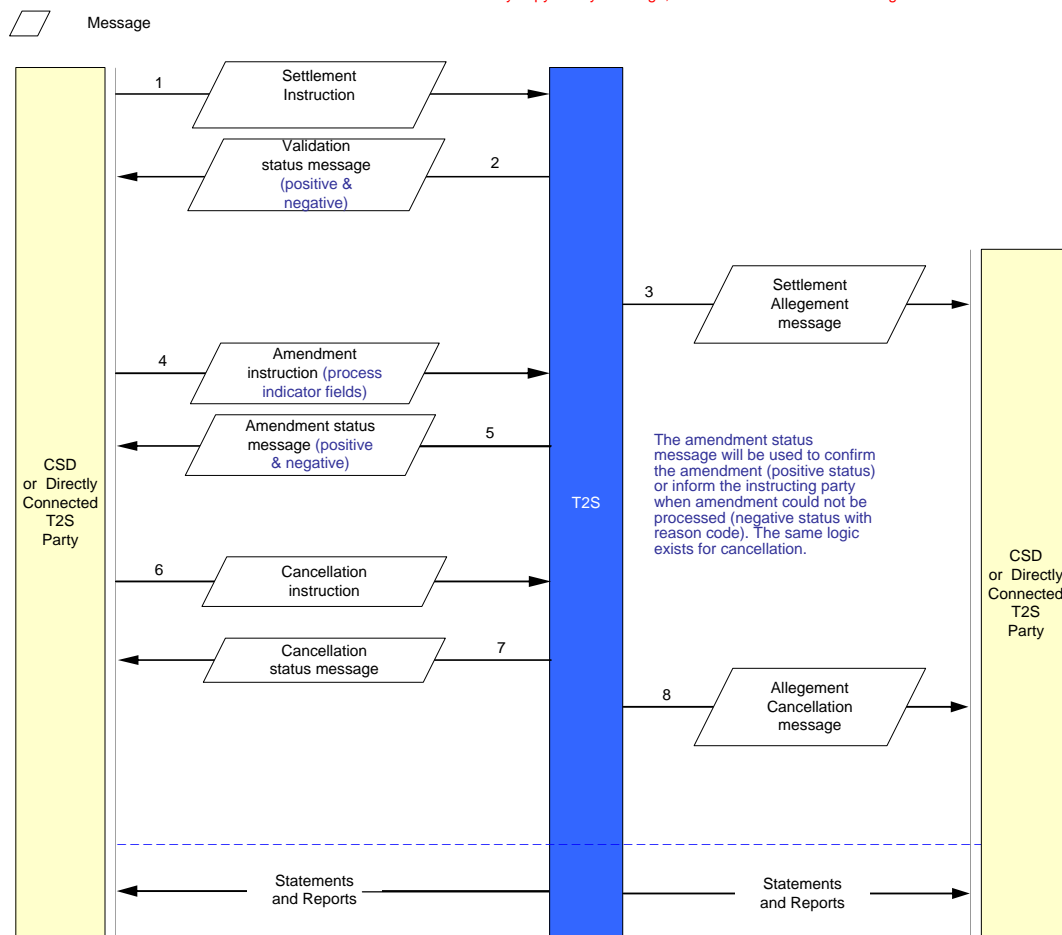 Message
1
Settlement
Instruction
Validation
status message
(positive &
negative)
2
3
Settlement
Allegement
message
4
Amendment
instruction (process
indicator fields)
Amendment status
message (positive
& negative)
5
The amendment status
message will be used to confirm
the amendment (positive status)
or inform the instructing party
when amendment could not be
processed (negative status with
reason code). The same logic
exists for cancellation.
CSD
or Directly
Connected
T2S
Party
T2S
CSD
or Directly
Connected
T2S
Party
6
Cancellation
instruction
Cancellation
status message
7
8
Allegement
Cancellation
message
Statements
and Reports
Statements
and Reports